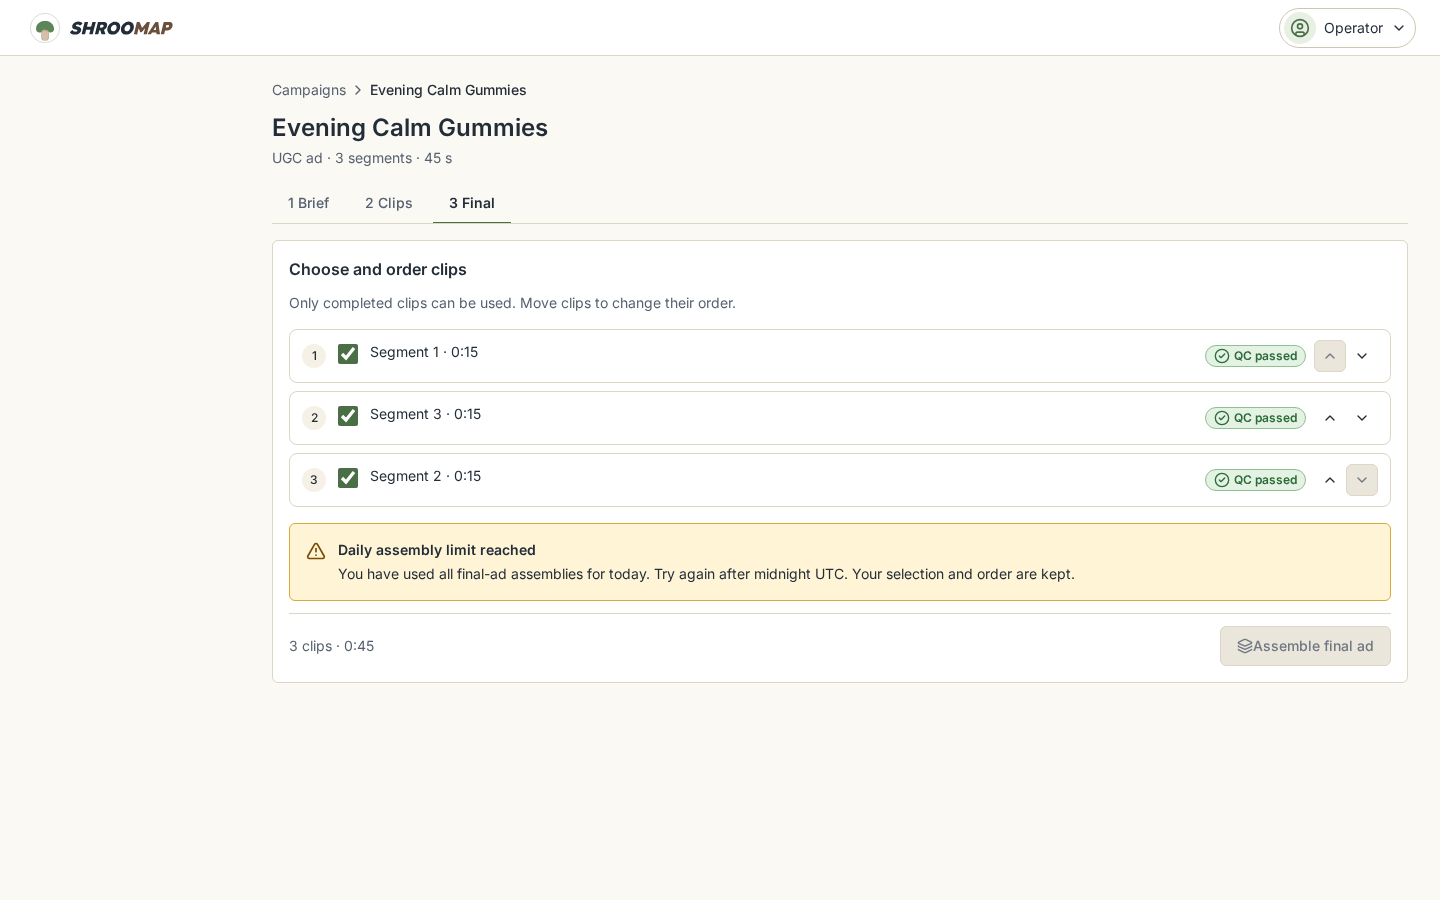 SHROOMAP
Operator
Campaigns > Evening Calm Gummies
Evening Calm Gummies
UGC ad · 3 segments · 45 s
1 Brief 2 Clips 3 Final
Choose and order clips
Only completed clips can be used. Move clips to change their order.
1 Segment 1 · 0:15 QC passed
2 Segment 3 · 0:15 QC passed
3 Segment 2 · 0:15 QC passed
Daily assembly limit reached
You have used all final-ad assemblies for today. Try again after midnight UTC. Your selection and order are kept.
3 clips · 0:45 Assemble final ad